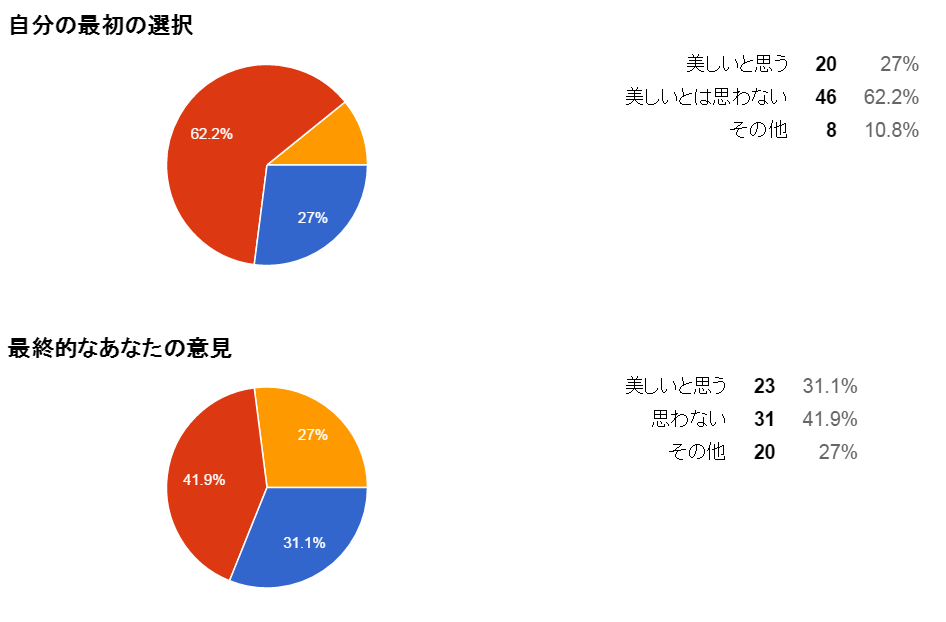 自分の最初の選択
美しいと思う 20 27%
美しいとは思わない 46 62.2%
その他 8 10.8%
62.2%
27%
最終的なあなたの意見
美しいと思う 23 31.1%
思わない 31 41.9%
その他 20 27%
27%
41.9%
31.1%